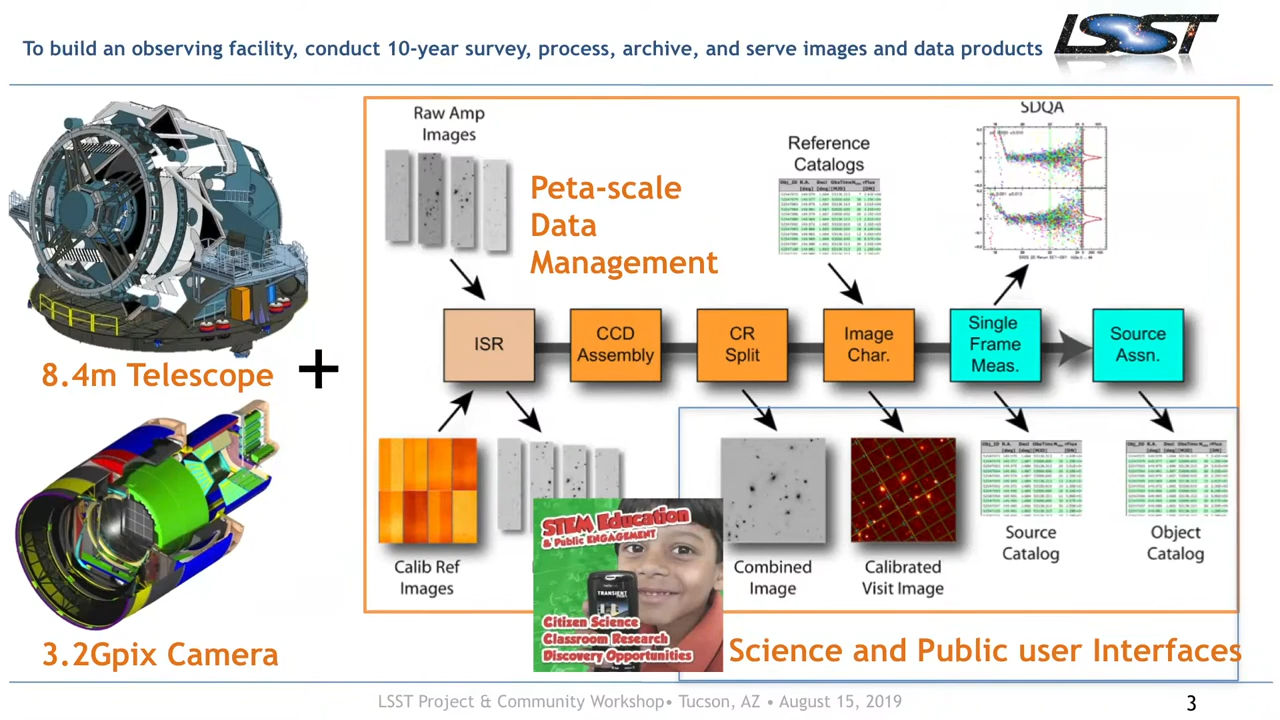 To build an observing facility, conduct 10-year survey, process, archive, and serve images and data products
LSST
Raw Amp
Images
Peta-scale
Data
Management
Reference
Catalogs
SDQA
ISR
CCD
Assembly
CR
Split
Image
Char.
Single
Frame
Meas.
Source
Assn.
8.4m Telescope
+
Calib Ref
Images
STEM Education
& Public ENGAGEMENT
TRANSIENT
Citizen Science
Classroom Research
Discovery Opportunities
Combined
Image
Calibrated
Visit Image
Source
Catalog
Object
Catalog
3.2Gpix Camera
Science and Public user Interfaces
LSST Project & Community Workshop• Tucson, AZ • August 15, 2019
3